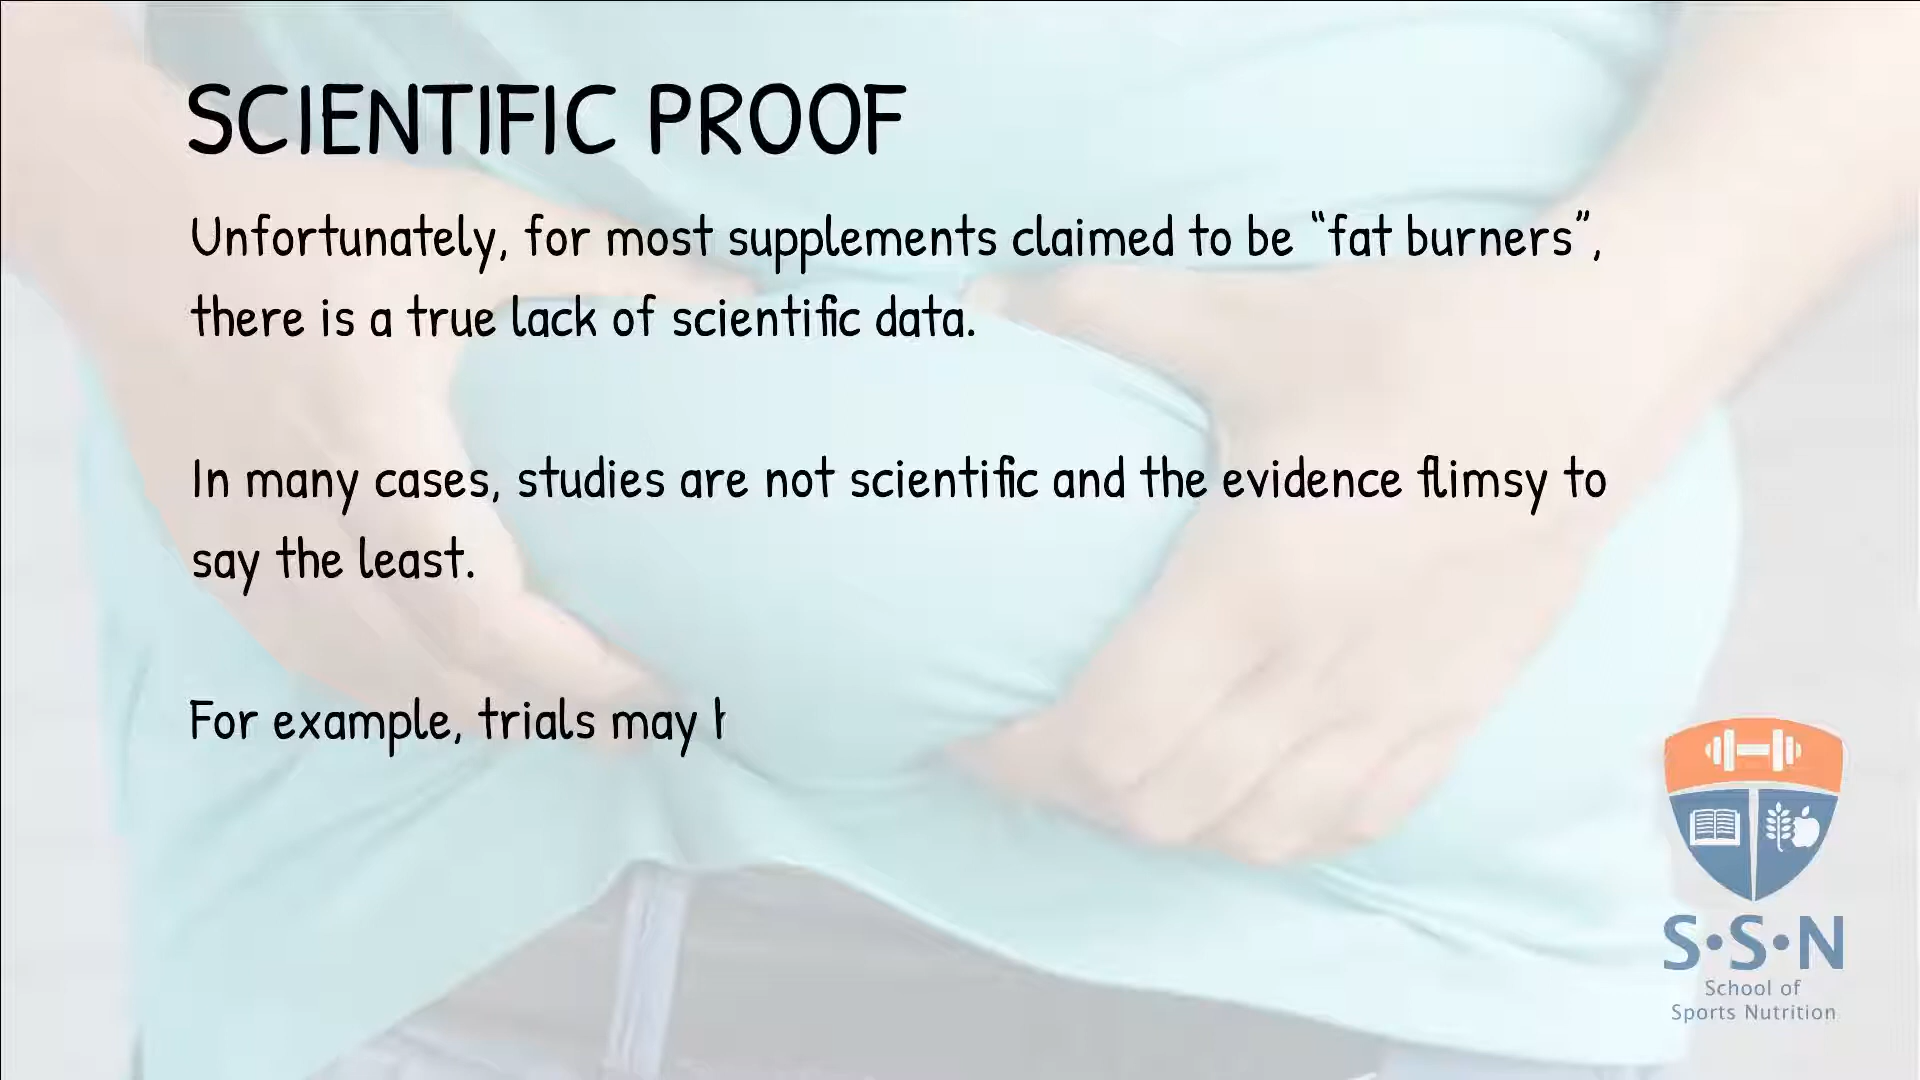 SCIENTIFIC PROOF
Unfortunately, for most supplements claimed to be “fat burners”,
there is a true lack of scientific data.
In many cases, studies are not scientific and the evidence flimsy to
say the least.
For example, trials may
S•S•N
School of
Sports Nutrition